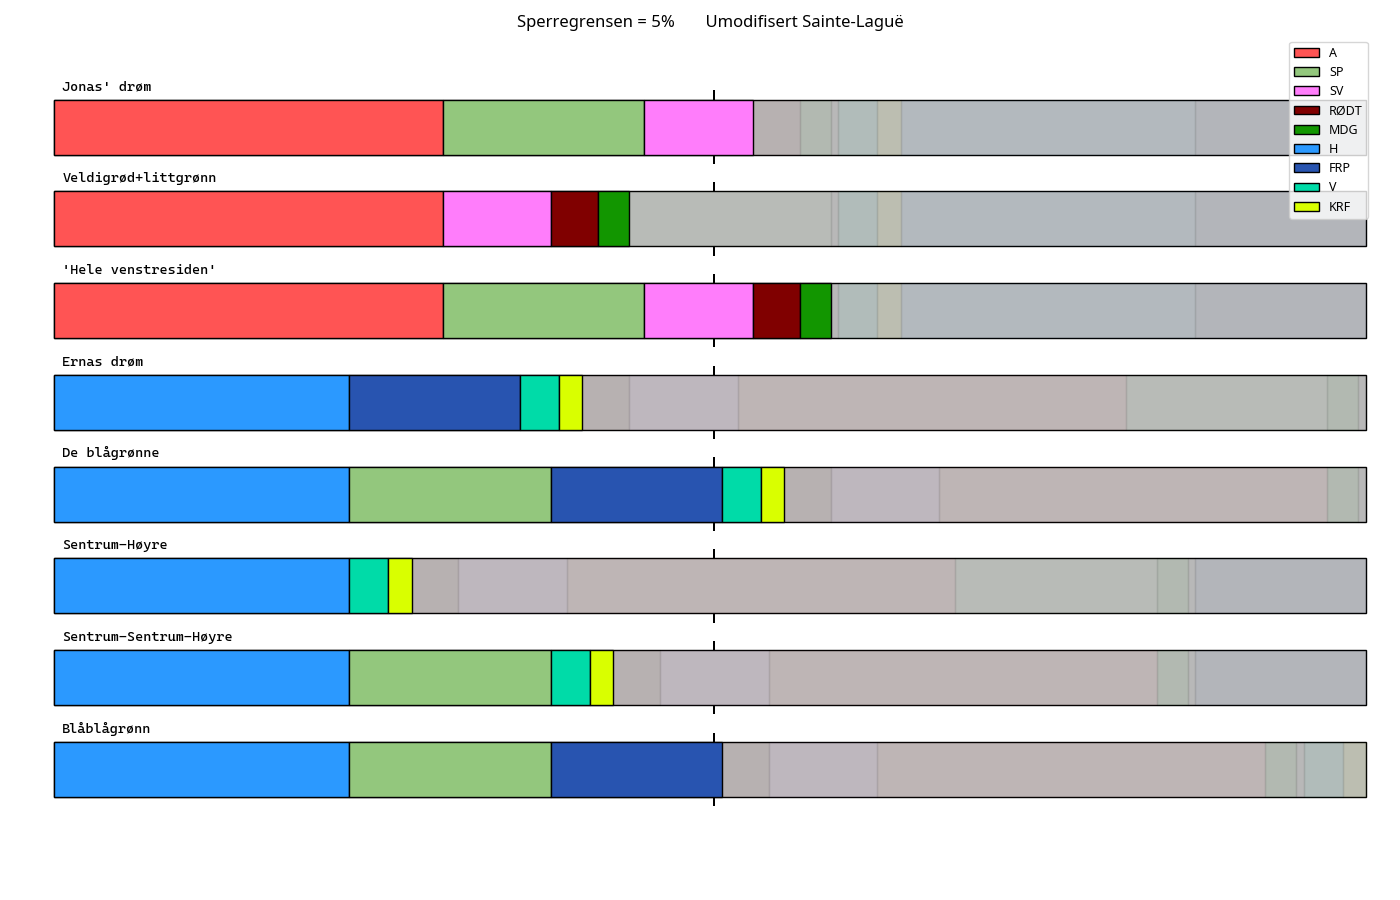 Sperregrensen = 5% Umodifisert Sainte-Laguë
A
SP
SV
RØDT
MDG
H
FRP
V
KRF
Jonas' drøm
Veldigrød+littgrønn
'Hele venstresiden'
Ernas drøm
De blågrønne
Sentrum-Høyre
Sentrum-Sentrum-Høyre
Blåblågrønn